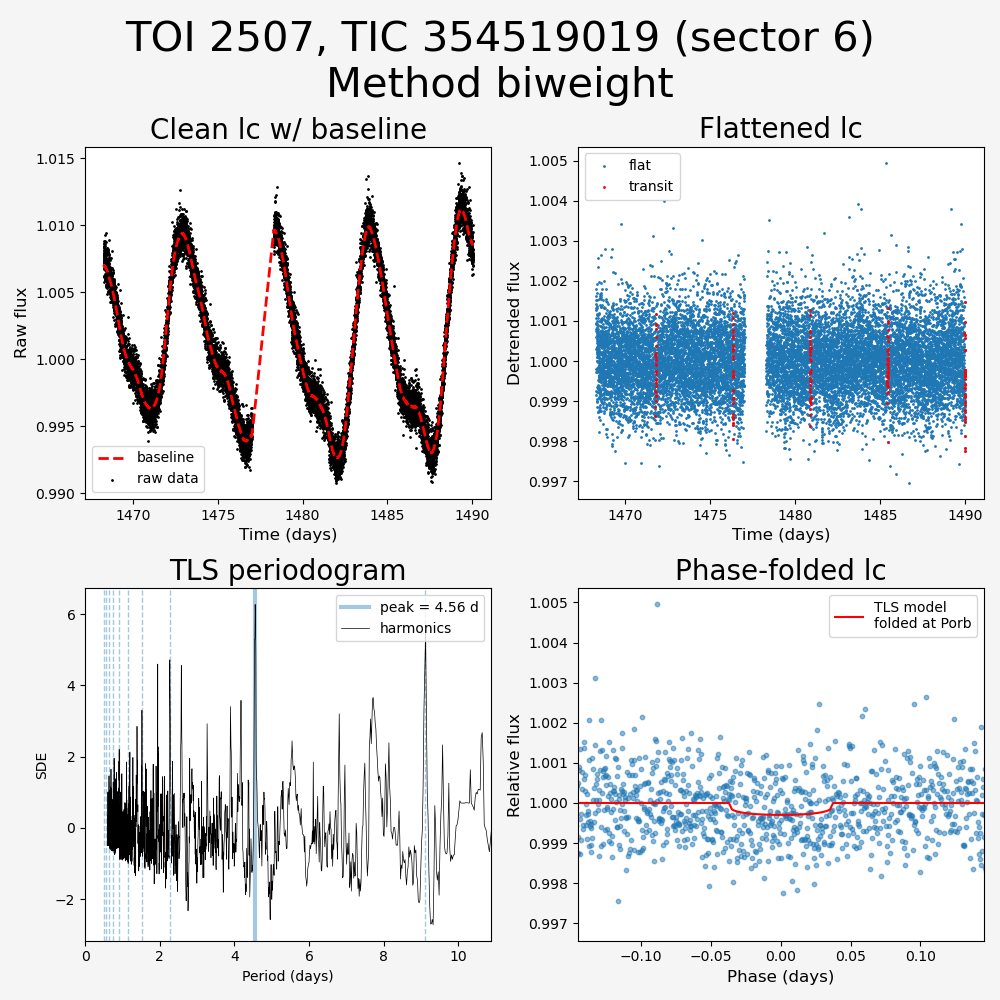 TOI 2507, TIC 354519019 (sector 6)
Method biweight
Clean lc w/ baseline
1.015
1.010
1.005
1.000
0.995
0.990
Raw flux
baseline
raw data
1470
1475
1480
1485
1490
Time (days)
Flattened lc
flat
transit
1.005
1.004
1.003
1.002
1.001
1.000
0.999
0.998
0.997
Detrended flux
1470
1475
1480
1485
1490
Time (days)
TLS periodogram
peak = 4.56 d
harmonics
6
4
2
0
−2
SDE
0
2
4
6
8
10
Period (days)
Phase-folded lc
TLS model
folded at Porb
1.005
1.004
1.003
1.002
1.001
1.000
0.999
0.998
0.997
Relative flux
−0.10
−0.05
0.00
0.05
0.10
Phase (days)